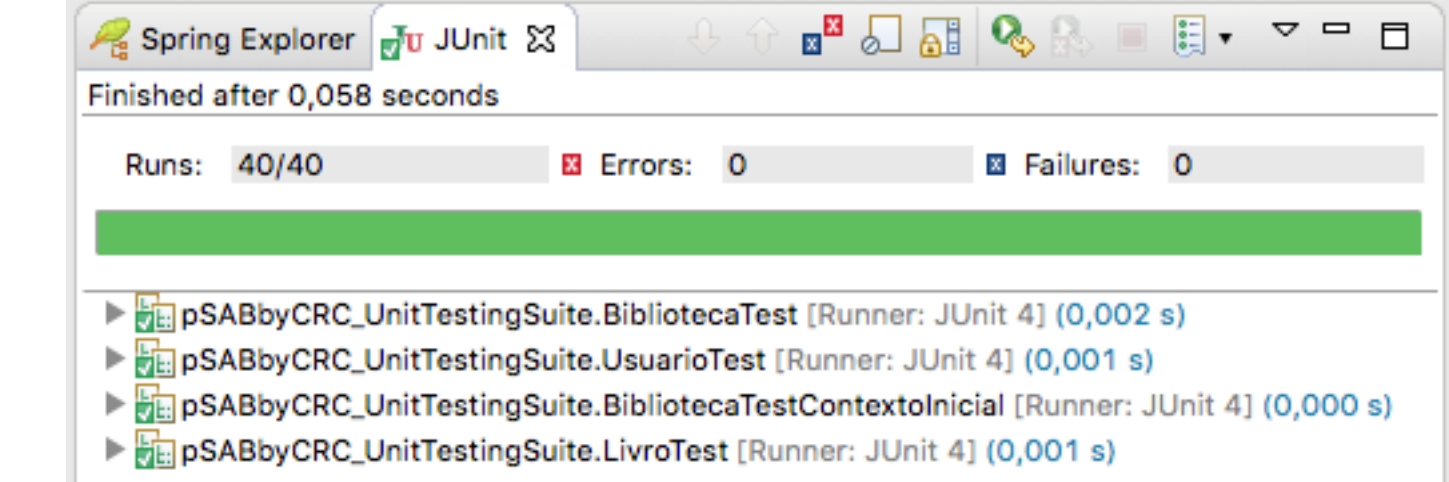 Spring Explorer JUnit
Finished after 0,058 seconds
Runs: 40/40 Errors: 0 Failures: 0
pSABbyCRC_UnitTestingSuite.BibliotecaTest [Runner: JUnit 4] (0,002 s)
pSABbyCRC_UnitTestingSuite.UsuarioTest [Runner: JUnit 4] (0,001 s)
pSABbyCRC_UnitTestingSuite.BibliotecaTestContextoInicial [Runner: JUnit 4] (0,000 s)
pSABbyCRC_UnitTestingSuite.LivroTest [Runner: JUnit 4] (0,001 s)